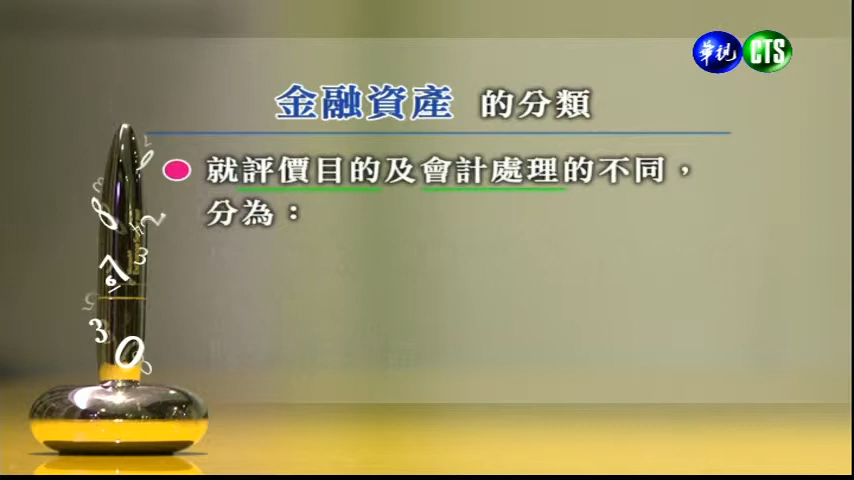 華視 CTS
金融資產 的分類
就評價目的及會計處理的不同，
分為：